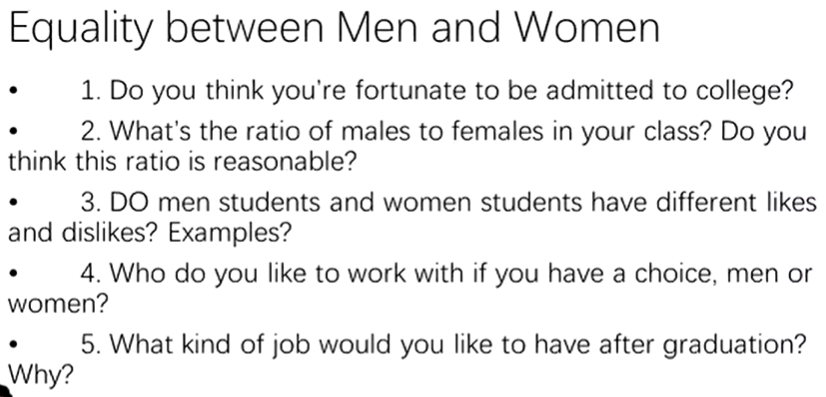 Equality between Men and Women
• 1. Do you think you're fortunate to be admitted to college?
• 2. What's the ratio of males to females in your class? Do you
think this ratio is reasonable?
• 3. DO men students and women students have different likes
and dislikes? Examples?
• 4. Who do you like to work with if you have a choice, men or
women?
• 5. What kind of job would you like to have after graduation?
Why?